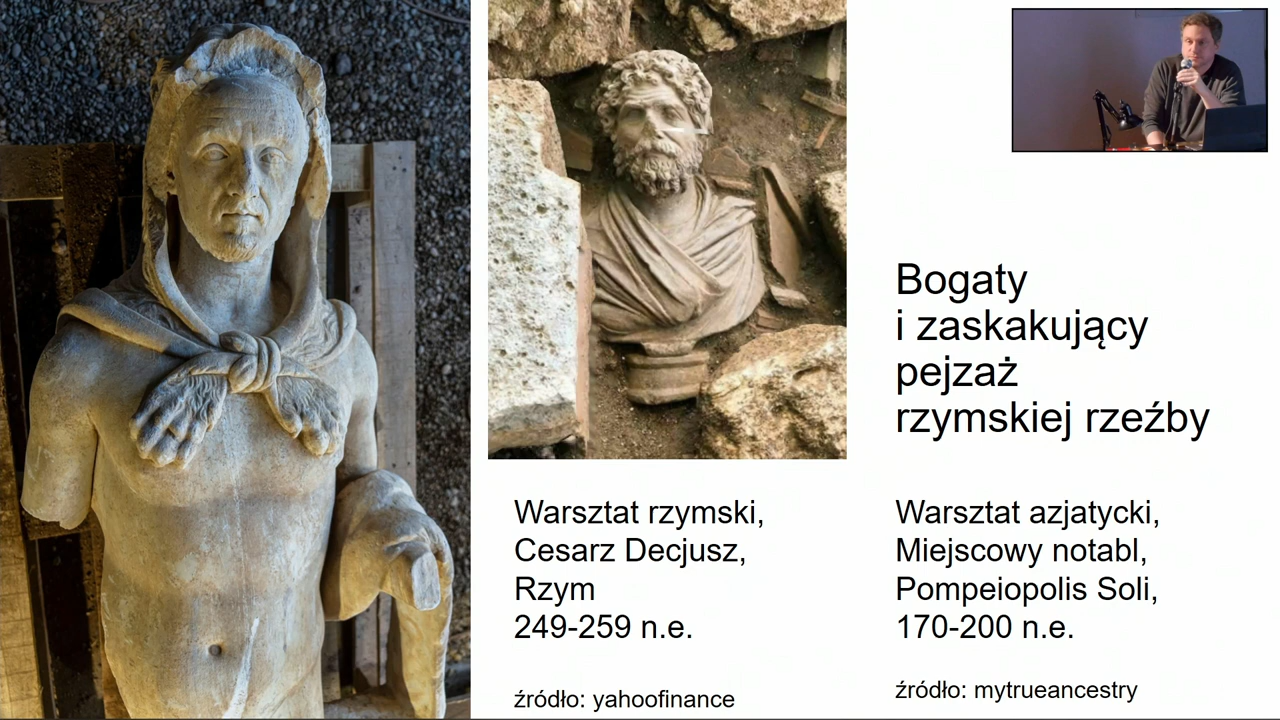 Bogaty
i zaskakujący
pejzaż
rzymskiej rzeźby
Warsztat rzymski,
Cesarz Decjusz,
Rzym
249-259 n.e.
źródło: yahoofinance
Warsztat azjatycki,
Miejscowy notabl,
Pompeiopolis Soli,
170-200 n.e.
źródło: mytrueancestry